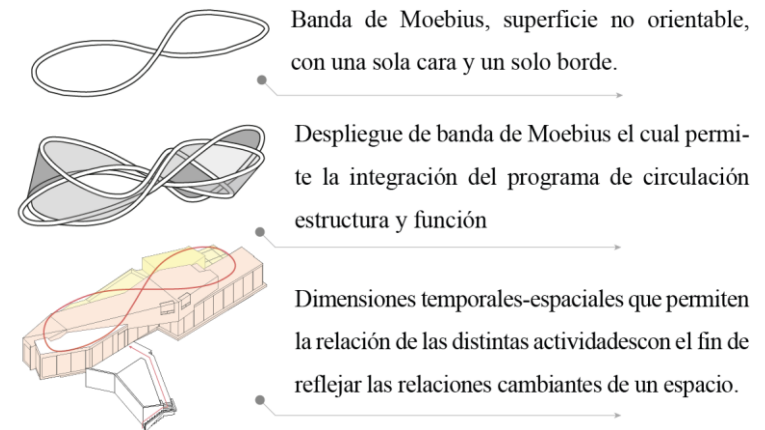 Banda de Moebius, superficie no orientable,
con una sola cara y un solo borde.
Despliegue de banda de Moebius el cual permi-
te la integración del programa de circulación
estructura y función
Dimensiones temporales-espaciales que permiten
la relación de las distintas actividadescon el fin de
reflejar las relaciones cambiantes de un espacio.